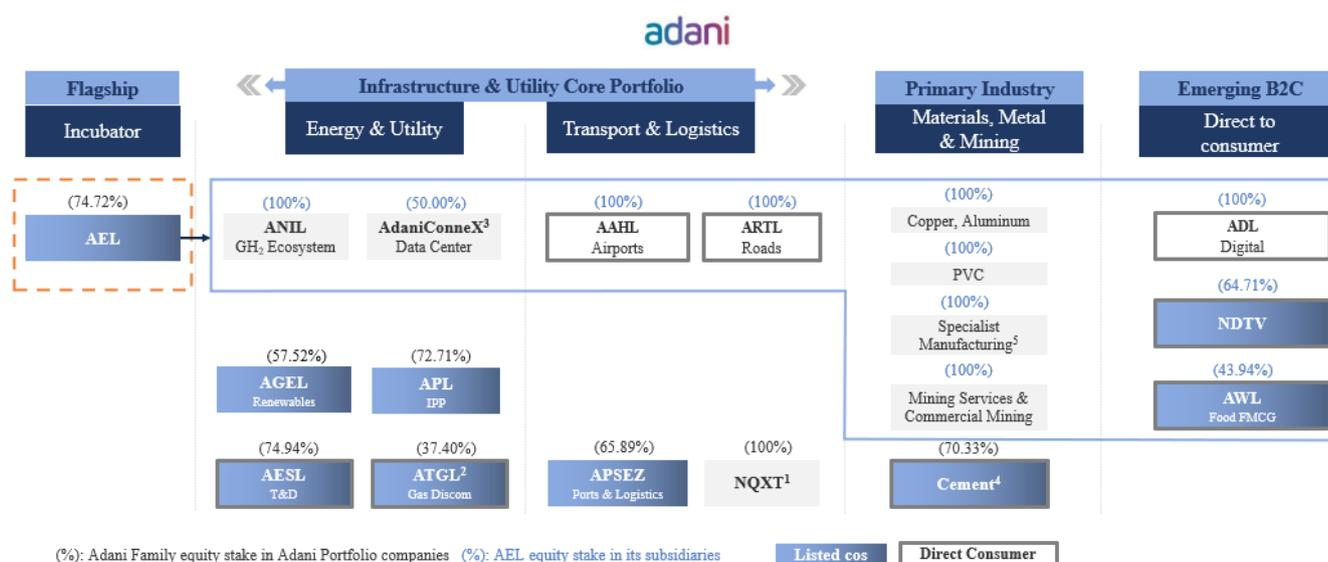 adani
Flagship
Incubator
Infrastructure & Utility Core Portfolio
Energy & Utility
Transport & Logistics
Primary Industry
Materials, Metal
& Mining
Emerging B2C
Direct to
consumer
(74.72%)
AEL
(100%)
ANIL
GH₂ Ecosystem
(50.00%)
AdaniConneX³
Data Center
(100%)
AAHL
Airports
(100%)
ARTL
Roads
(100%)
Copper, Aluminum
(100%)
PVC
(100%)
Specialist
Manufacturing⁵
(100%)
Mining Services &
Commercial Mining
(100%)
ADL
Digital
(64.71%)
NDTV
(43.94%)
AWL
Food FMCG
(57.52%)
AGEL
Renewables
(72.71%)
APL
IPP
(74.94%)
AESL
T&D
(37.40%)
ATGL²
Gas Discom
(65.89%)
APSEZ
Ports & Logistics
(100%)
NQXT¹
(70.33%)
Cement⁴
(%): Adani Family equity stake in Adani Portfolio companies (%): AEL equity stake in its subsidiaries
Listed cos
Direct Consumer